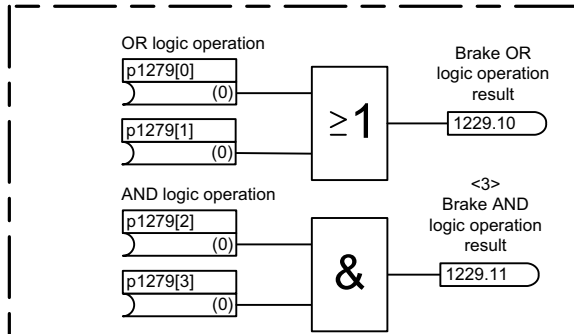 OR logic operation
p1279[0]
(0)
p1279[1]
(0)
≥1
Brake OR
logic operation
result
1229.10
AND logic operation
p1279[2]
(0)
p1279[3]
(0)
&
<3>
Brake AND
logic operation
result
1229.11